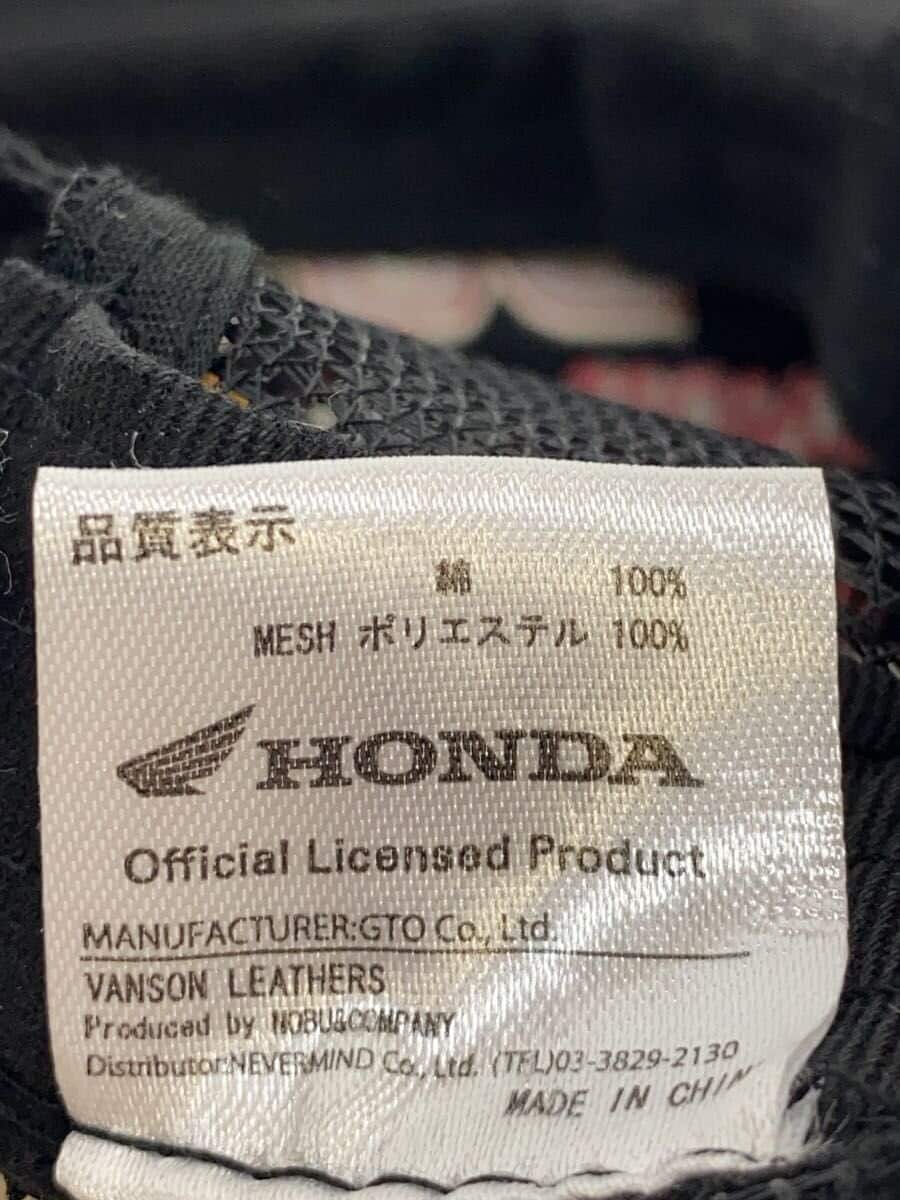 品質表示
綿 100%
MESH ポリエステル 100%
HONDA
Official Licensed Product
MANUFACTURER:GTO Co., Ltd.
VANSON LEATHERS
Produced by NOBU&COMPANY
Distributor:NEVERMIND Co., Ltd. (TEL)03-3829-2130
MADE IN CHINA